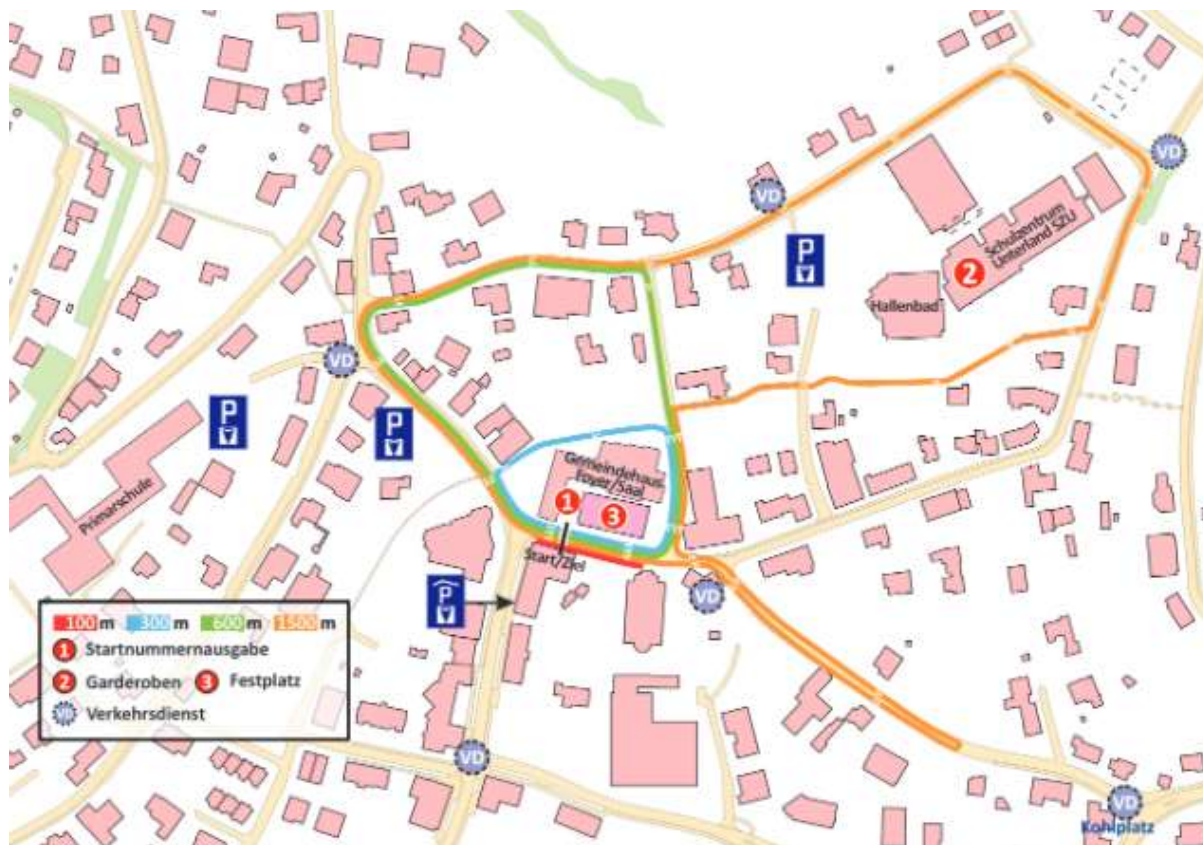 VD
VD
P
2
Schulzentrum
Unterland SZU
Hallenbad
VD
P
P
Primarschule
Gemeindehaus
Foyer/Saal
1
3
Start/Ziel
P
VD
100 m 300 m 600 m 1500 m
1 Startnummernausgabe
2 Garderoben 3 Festplatz
VD Verkehrsdienst
VD
VD
Kohlplatz